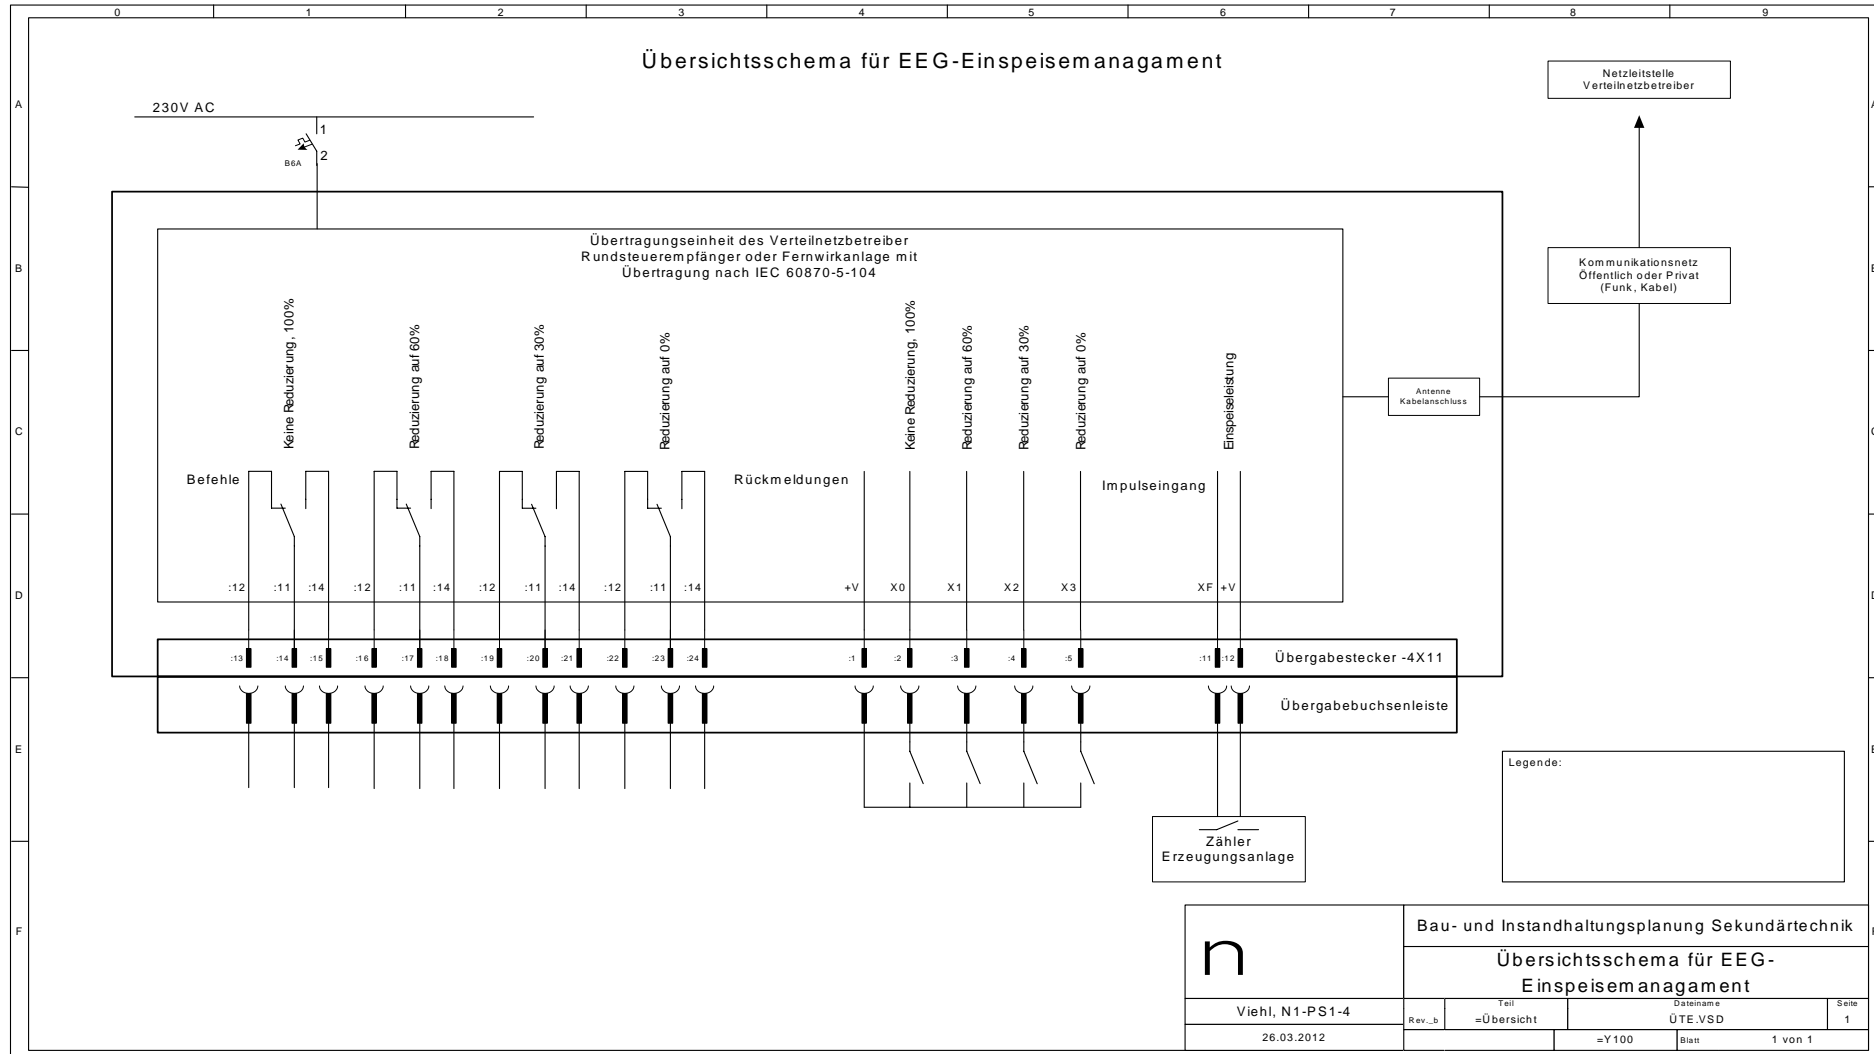 0 1 2 3 4 5 6 7 8 9
Übersichtsschema für EEG-Einspeisemanagament
Netzleitstelle
Verteilnetzbetreiber
A
230V AC
A
1
2
B6A
Übertragungseinheit des Verteilnetzbetreiber
Rundsteuerempfänger oder Fernwirkanlage mit
Übertragung nach IEC 60870-5-104
B
Kommunikationsnetz
Öffentlich oder Privat
(Funk, Kabel)
Keine Reduzierung, 100%
Reduzierung auf 60%
Reduzierung auf 30%
Reduzierung auf 0%
Keine Reduzierung, 100%
Reduzierung auf 60%
Reduzierung auf 30%
Reduzierung auf 0%
Einspeiseleistung
Antenne
Kabelanschluss
C
Befehle
Rückmeldungen
Impulseingang
D
:12 :11 :14 :12 :11 :14 :12 :11 :14 :12 :11 :14 +V X0 X1 X2 X3 XF +V
:13 :14 :15 :16 :17 :18 :19 :20 :21 :22 :23 :24 :1 :2 :3 :4 :5 :11 :12 Übergabestecker -4X11
Übergabebuchsenleiste
E
Legende:
Zähler
Erzeugungsanlage
F
n
Bau- und Instandhaltungsplanung Sekundärtechnik
Übersichtsschema für EEG-
Einspeisemanagament
Viehl, N1-PS1-4
26.03.2012
Rev._b
Teil
=Übersicht
Dateiname
ÜTE.VSD
Seite
1
=Y100
Blatt 1 von 1